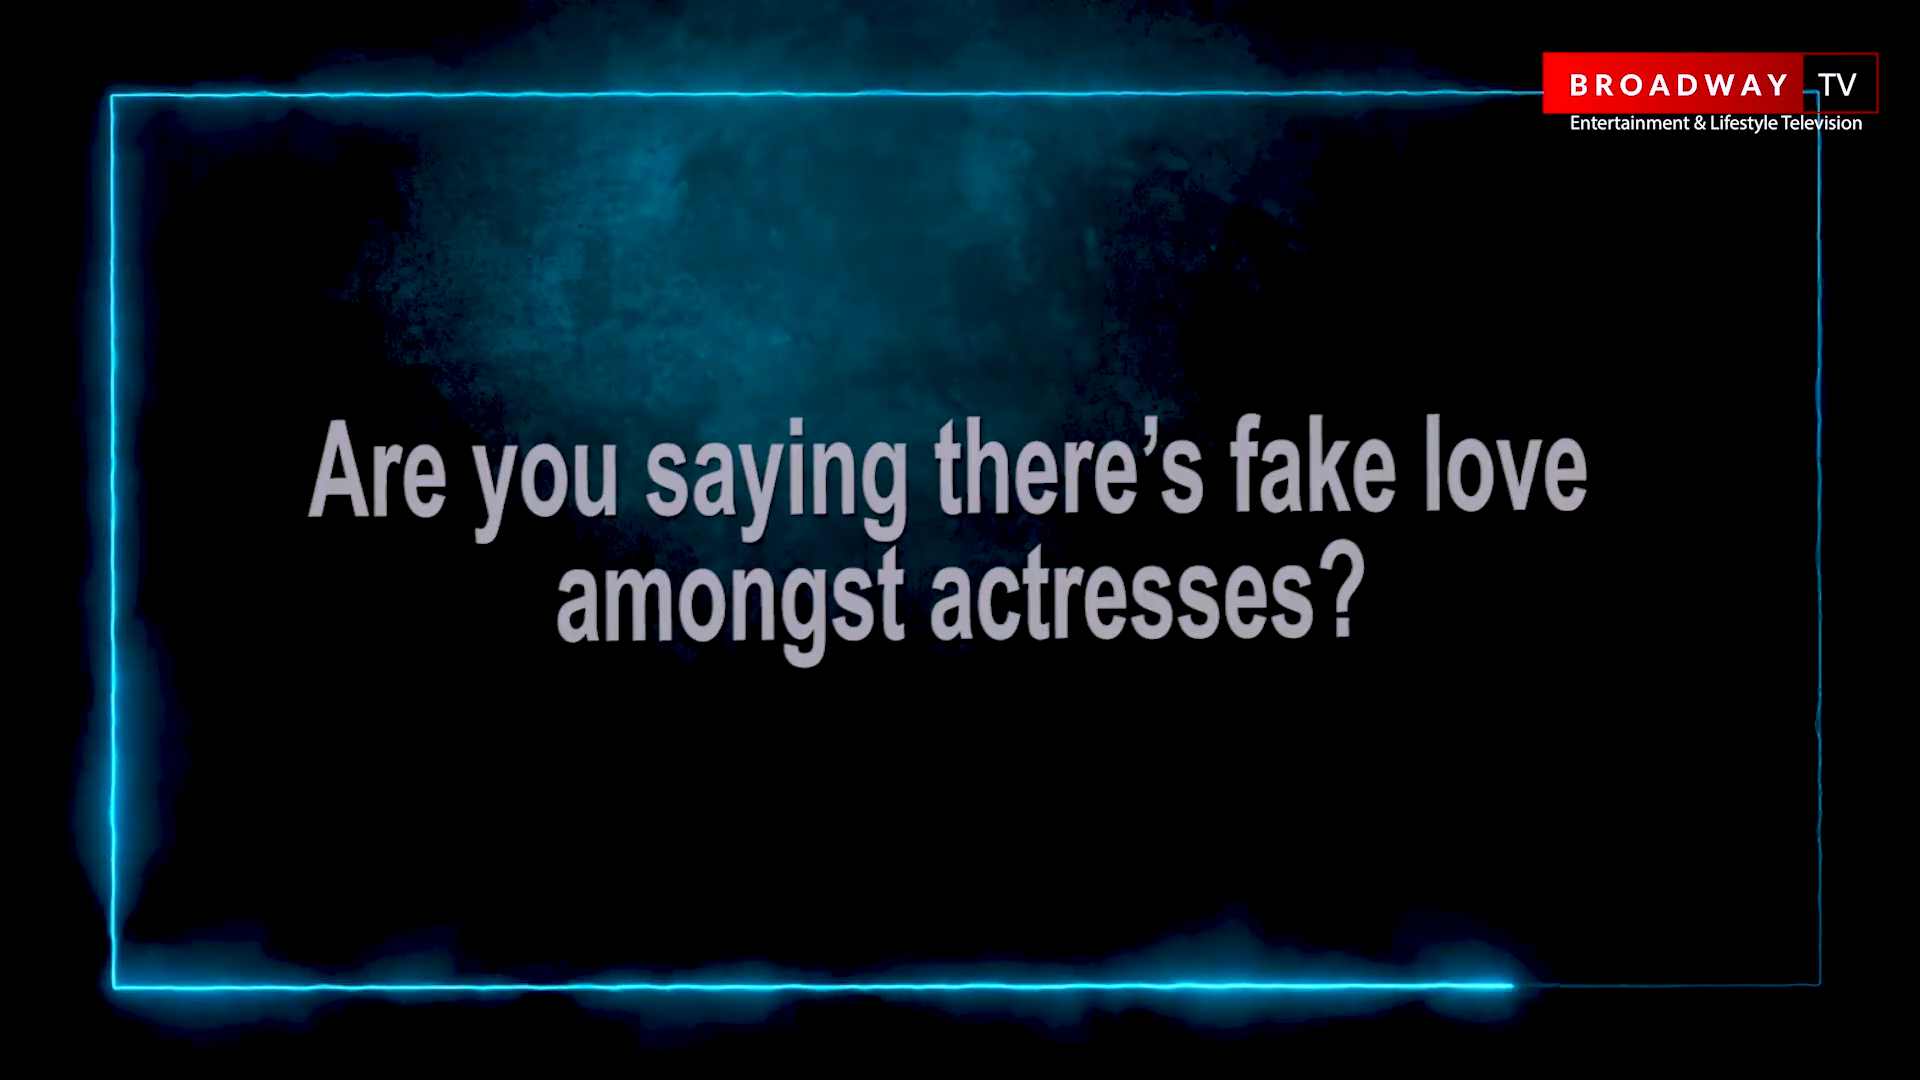 BROADWAY TV
Entertainment & Lifestyle Television
Are you saying there’s fake love
amongst actresses?